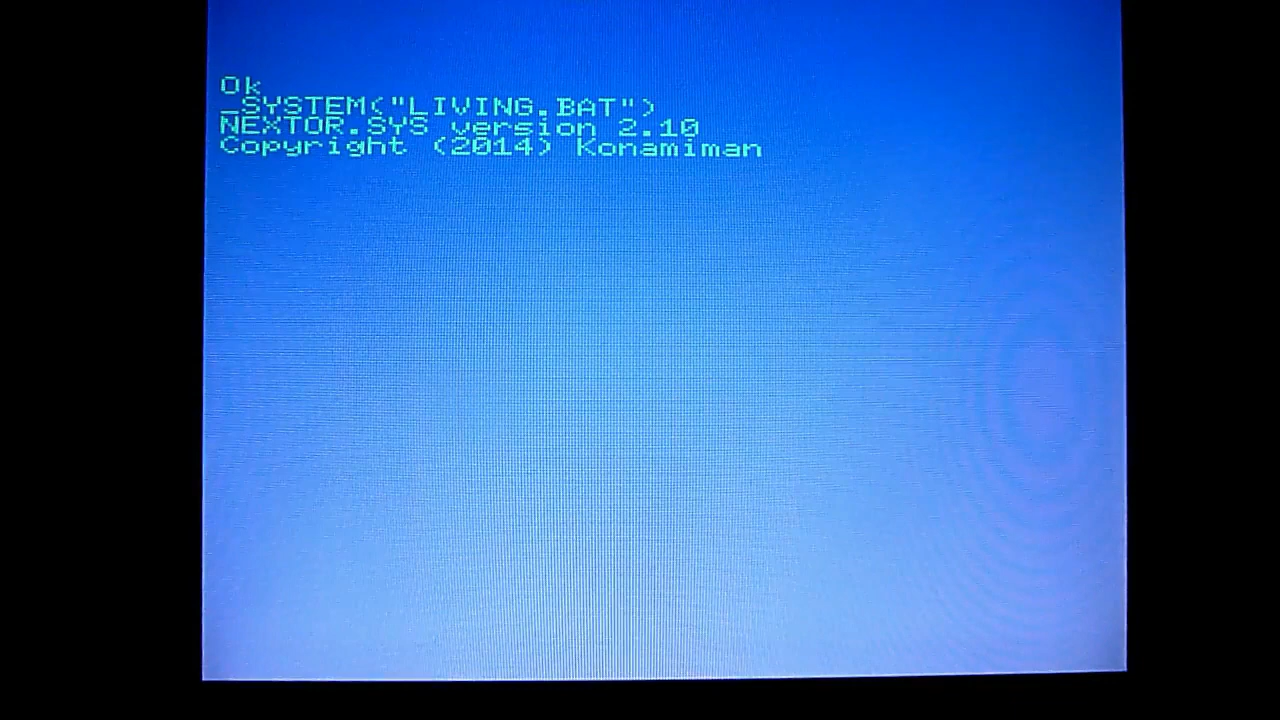 Ok
_SYSTEM("LIVING.BAT")
NEXTOR.SYS version 2.10
Copyright (2014) Konamiman